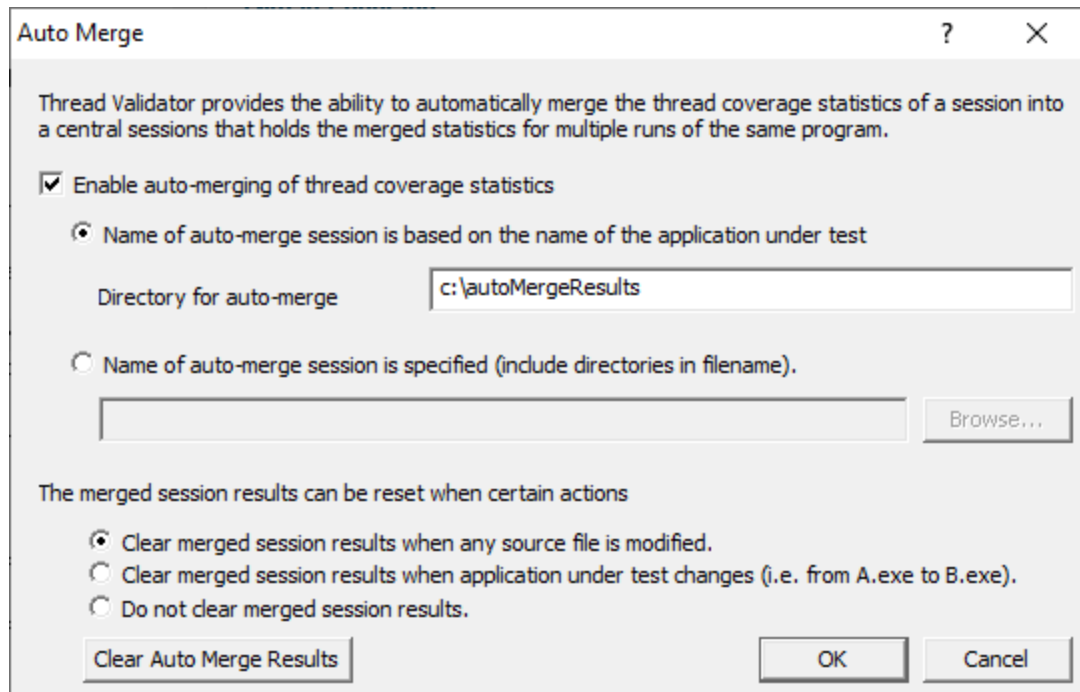 Auto Merge
?
Thread Validator provides the ability to automatically merge the thread coverage statistics of a session into
a central sessions that holds the merged statistics for multiple runs of the same program.
Enable auto-merging of thread coverage statistics
Name of auto-merge session is based on the name of the application under test
Directory for auto-merge
c:\autoMergeResults
Name of auto-merge session is specified (include directories in filename).
Browse...
The merged session results can be reset when certain actions
Clear merged session results when any source file is modified.
Clear merged session results when application under test changes (i.e. from A.exe to B.exe).
Do not clear merged session results.
Clear Auto Merge Results
OK
Cancel